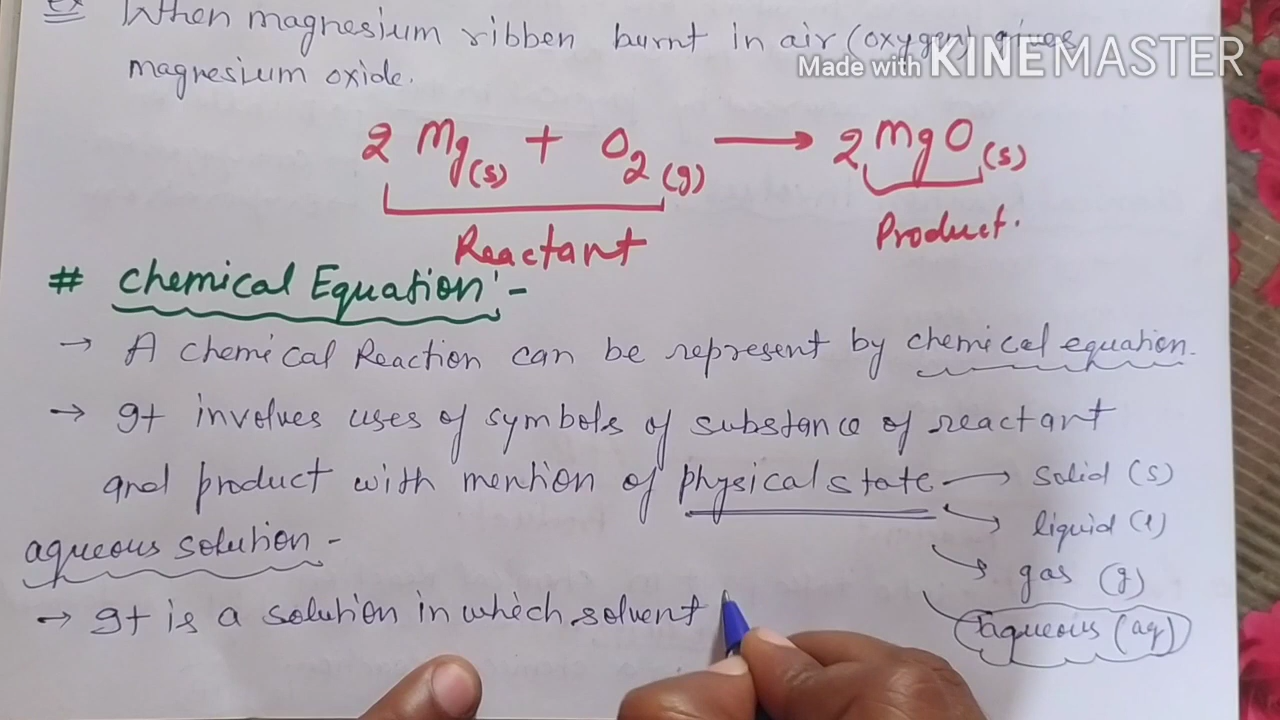 Ex When magnesium ribben burnt in air (oxygen) gives
magnesium oxide.
Made with KINEMASTER
2 Mg(s) + O2(g) → 2MgO(s)
Reactant
Product.
# Chemical Equation:-
→ A Chemical Reaction can be represent by chemical equation.
→ It involves uses of symbols of substance of reactant
and product with mention of physical state → solid (s)
→ liquid (l)
→ gas (g)
aqueous (aq)
aqueous solution -
→ It is a solution in which solvent